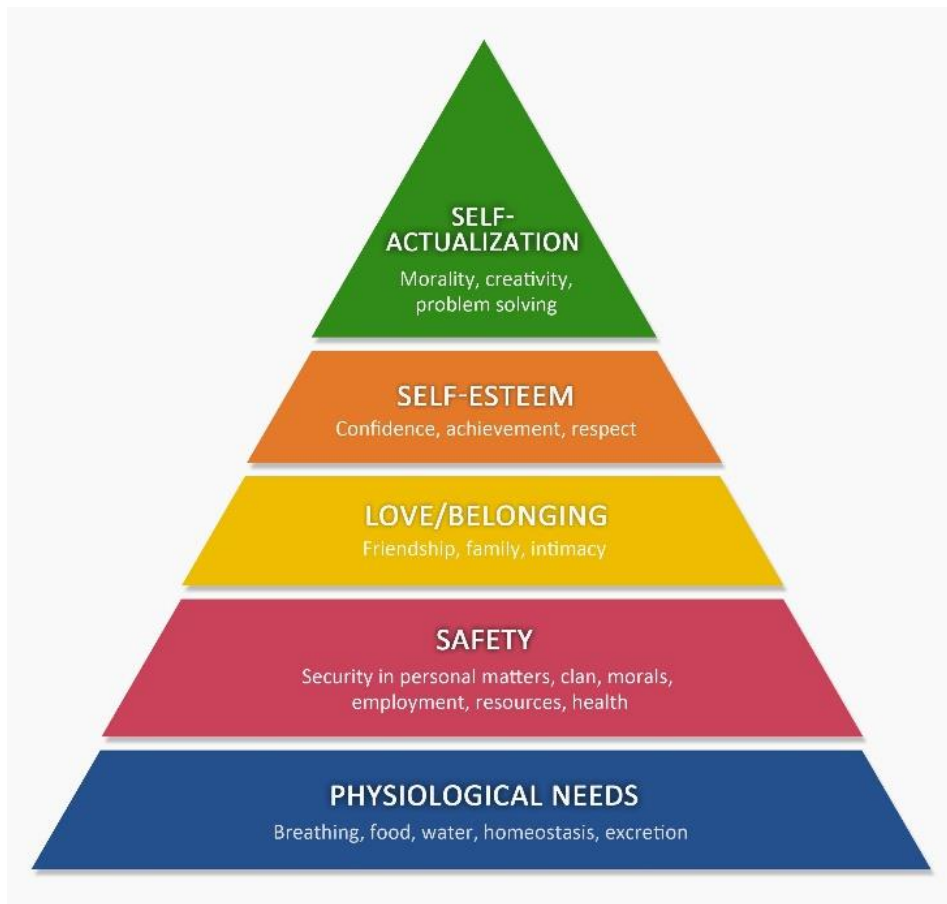 SELF-
ACTUALIZATION
Morality, creativity,
problem solving
SELF-ESTEEM
Confidence, achievement, respect
LOVE/BELONGING
Friendship, family, intimacy
SAFETY
Security in personal matters, clan, morals,
employment, resources, health
PHYSIOLOGICAL NEEDS
Breathing, food, water, homeostasis, excretion